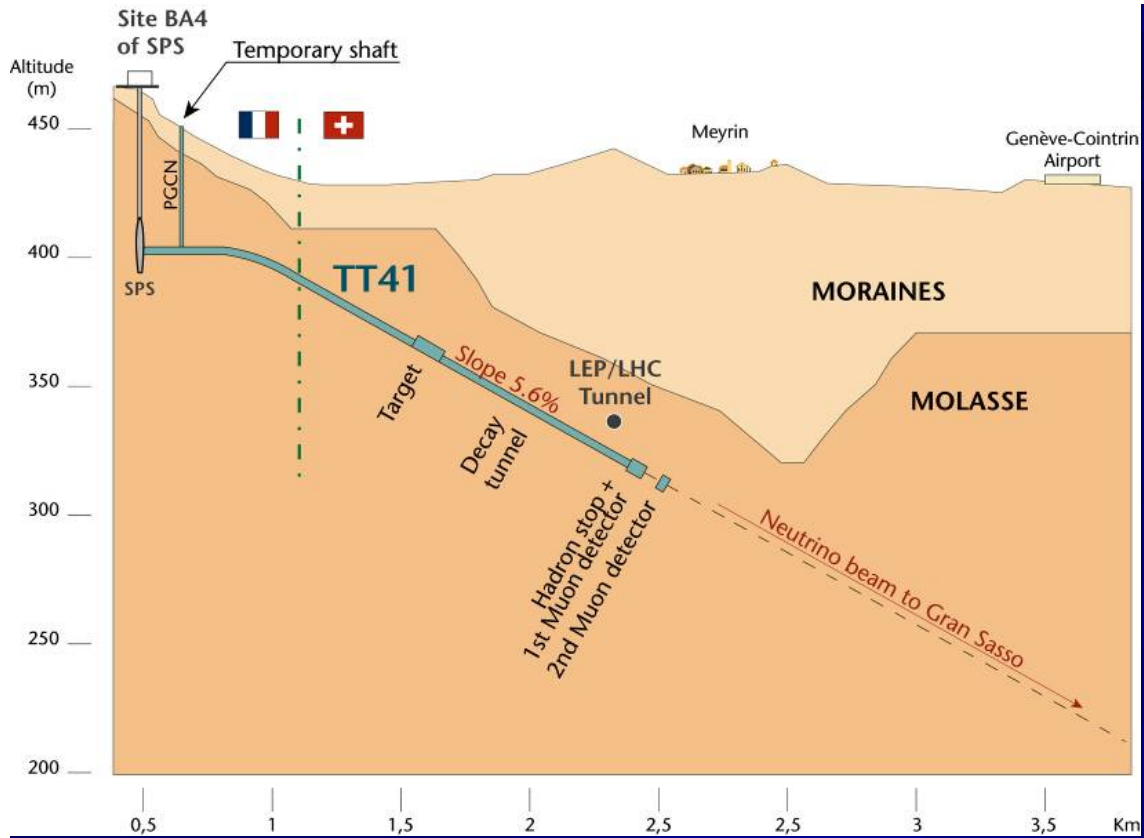 Site BA4
of SPS
Temporary shaft
Altitude
(m)
450
400
350
300
250
200
PGCN
SPS
TT41
Meyrin
Genève-Cointrin
Airport
MORAINES
MOLASSE
Target
Slope 5.6%
Decay
tunnel
LEP/LHC
Tunnel
Hadron stop +
1st Muon detector
2nd Muon detector
Neutrino beam to Gran Sasso
0,5
1
1,5
2
2,5
2,5
3
3,5
Km